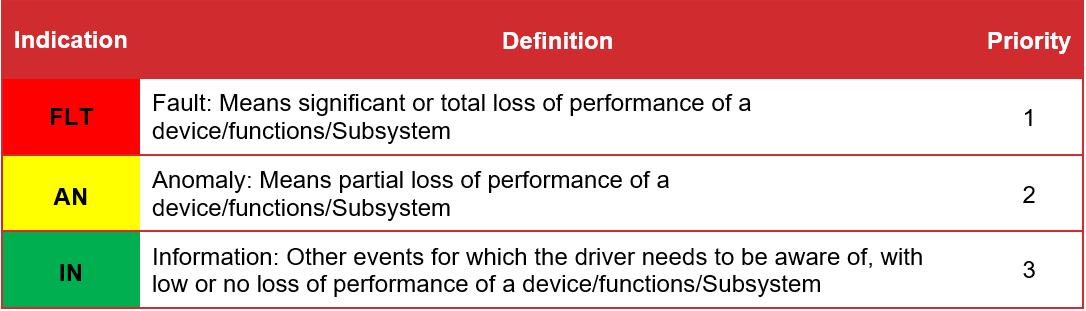 Indication Definition Priority
FLT
Fault: Means significant or total loss of performance of a
device/functions/Subsystem
1
AN
Anomaly: Means partial loss of performance of a
device/functions/Subsystem
2
IN
Information: Other events for which the driver needs to be aware of, with
low or no loss of performance of a device/functions/Subsystem
3